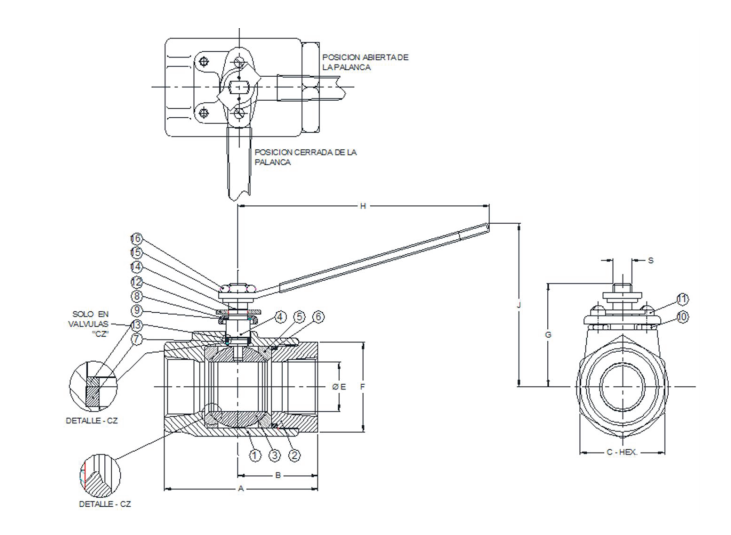 POSICION ABIERTA DE
LA PALANCA
POSICION CERRADA DE LA
PALANCA
H
16
15
14
12
8
9
13
7
SOLO EN
VALVULAS
"CZ"
4
5
6
J
S
G
11
10
Ø E
F
DETALLE - CZ
1
3
2
C - HEX.
B
A
DETALLE - CZ